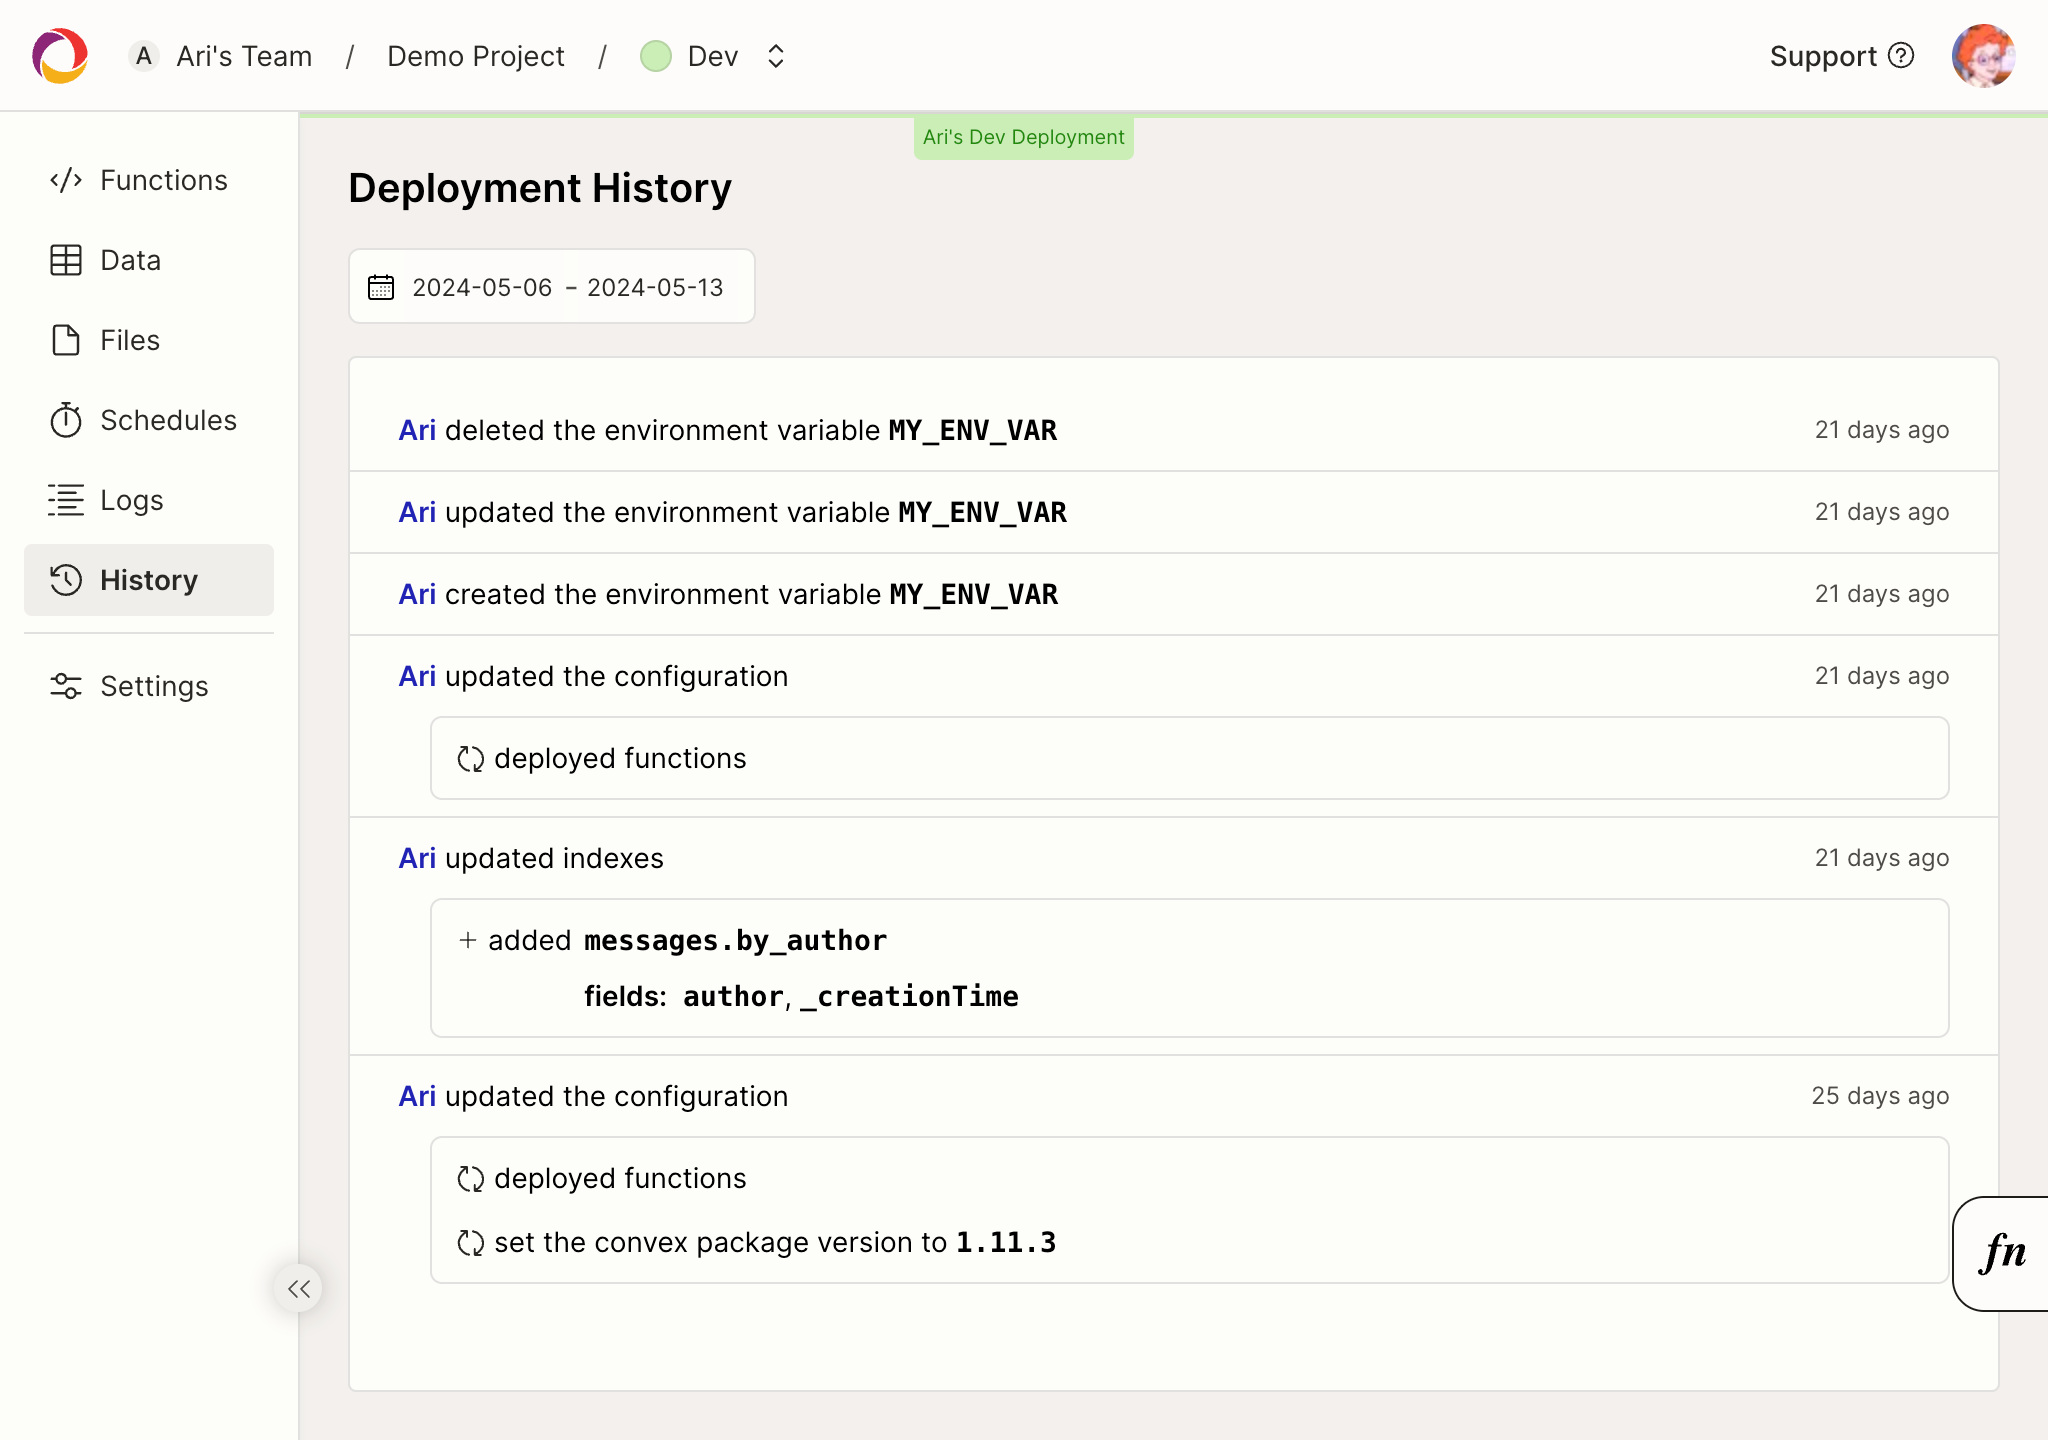 A Ari's Team / Demo Project / Dev
Support
Ari's Dev Deployment
Functions
Data
Files
Schedules
Logs
History
Settings
Deployment History
2024-05-06 – 2024-05-13
Ari deleted the environment variable MY_ENV_VAR 21 days ago
Ari updated the environment variable MY_ENV_VAR 21 days ago
Ari created the environment variable MY_ENV_VAR 21 days ago
Ari updated the configuration 21 days ago
deployed functions
Ari updated indexes 21 days ago
+ added messages.by_author
fields: author, _creationTime
Ari updated the configuration 25 days ago
deployed functions
set the convex package version to 1.11.3
fn